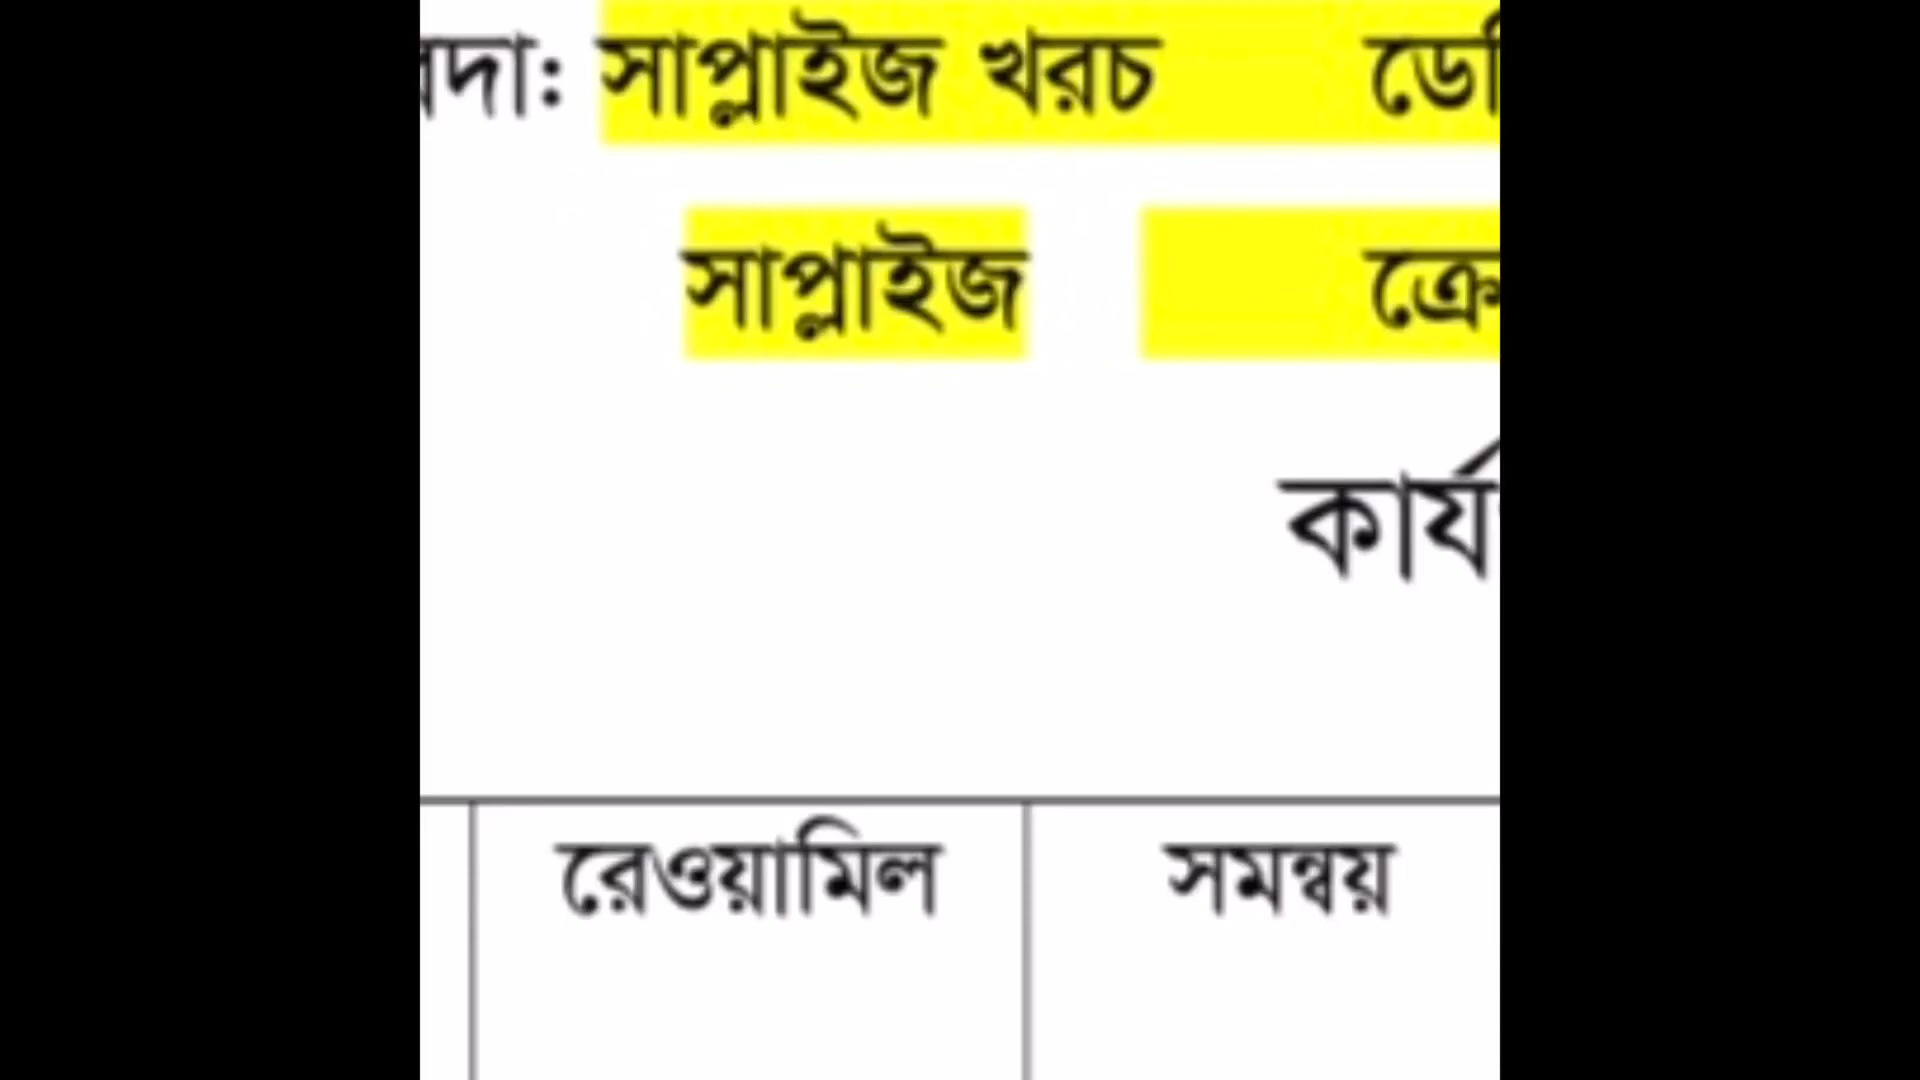 সাপ্লাইজ খরচ
সাপ্লাইজ
রেওয়ামিল সমন্বয়